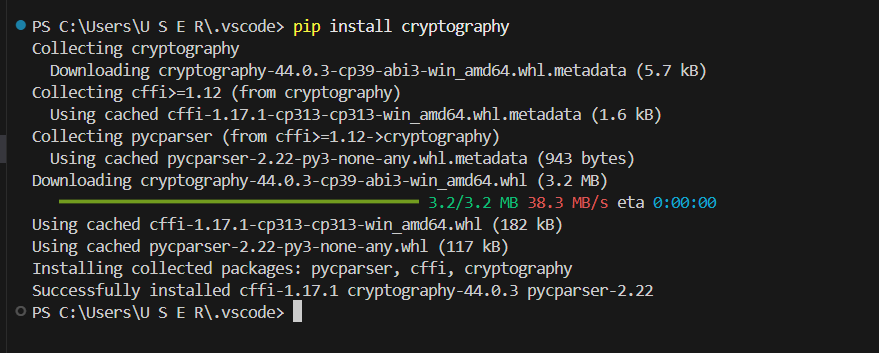 PS C:\Users\U S E R\.vscode> pip install cryptography
Collecting cryptography
Downloading cryptography-44.0.3-cp39-abi3-win_amd64.whl.metadata (5.7 kB)
Collecting cffi>=1.12 (from cryptography)
Using cached cffi-1.17.1-cp313-cp313-win_amd64.whl.metadata (1.6 kB)
Collecting pycparser (from cffi>=1.12->cryptography)
Using cached pycparser-2.22-py3-none-any.whl.metadata (943 bytes)
Downloading cryptography-44.0.3-cp39-abi3-win_amd64.whl (3.2 MB)
3.2/3.2 MB 38.3 MB/s eta 0:00:00
Using cached cffi-1.17.1-cp313-cp313-win_amd64.whl (182 kB)
Using cached pycparser-2.22-py3-none-any.whl (117 kB)
Installing collected packages: pycparser, cffi, cryptography
Successfully installed cffi-1.17.1 cryptography-44.0.3 pycparser-2.22
PS C:\Users\U S E R\.vscode>